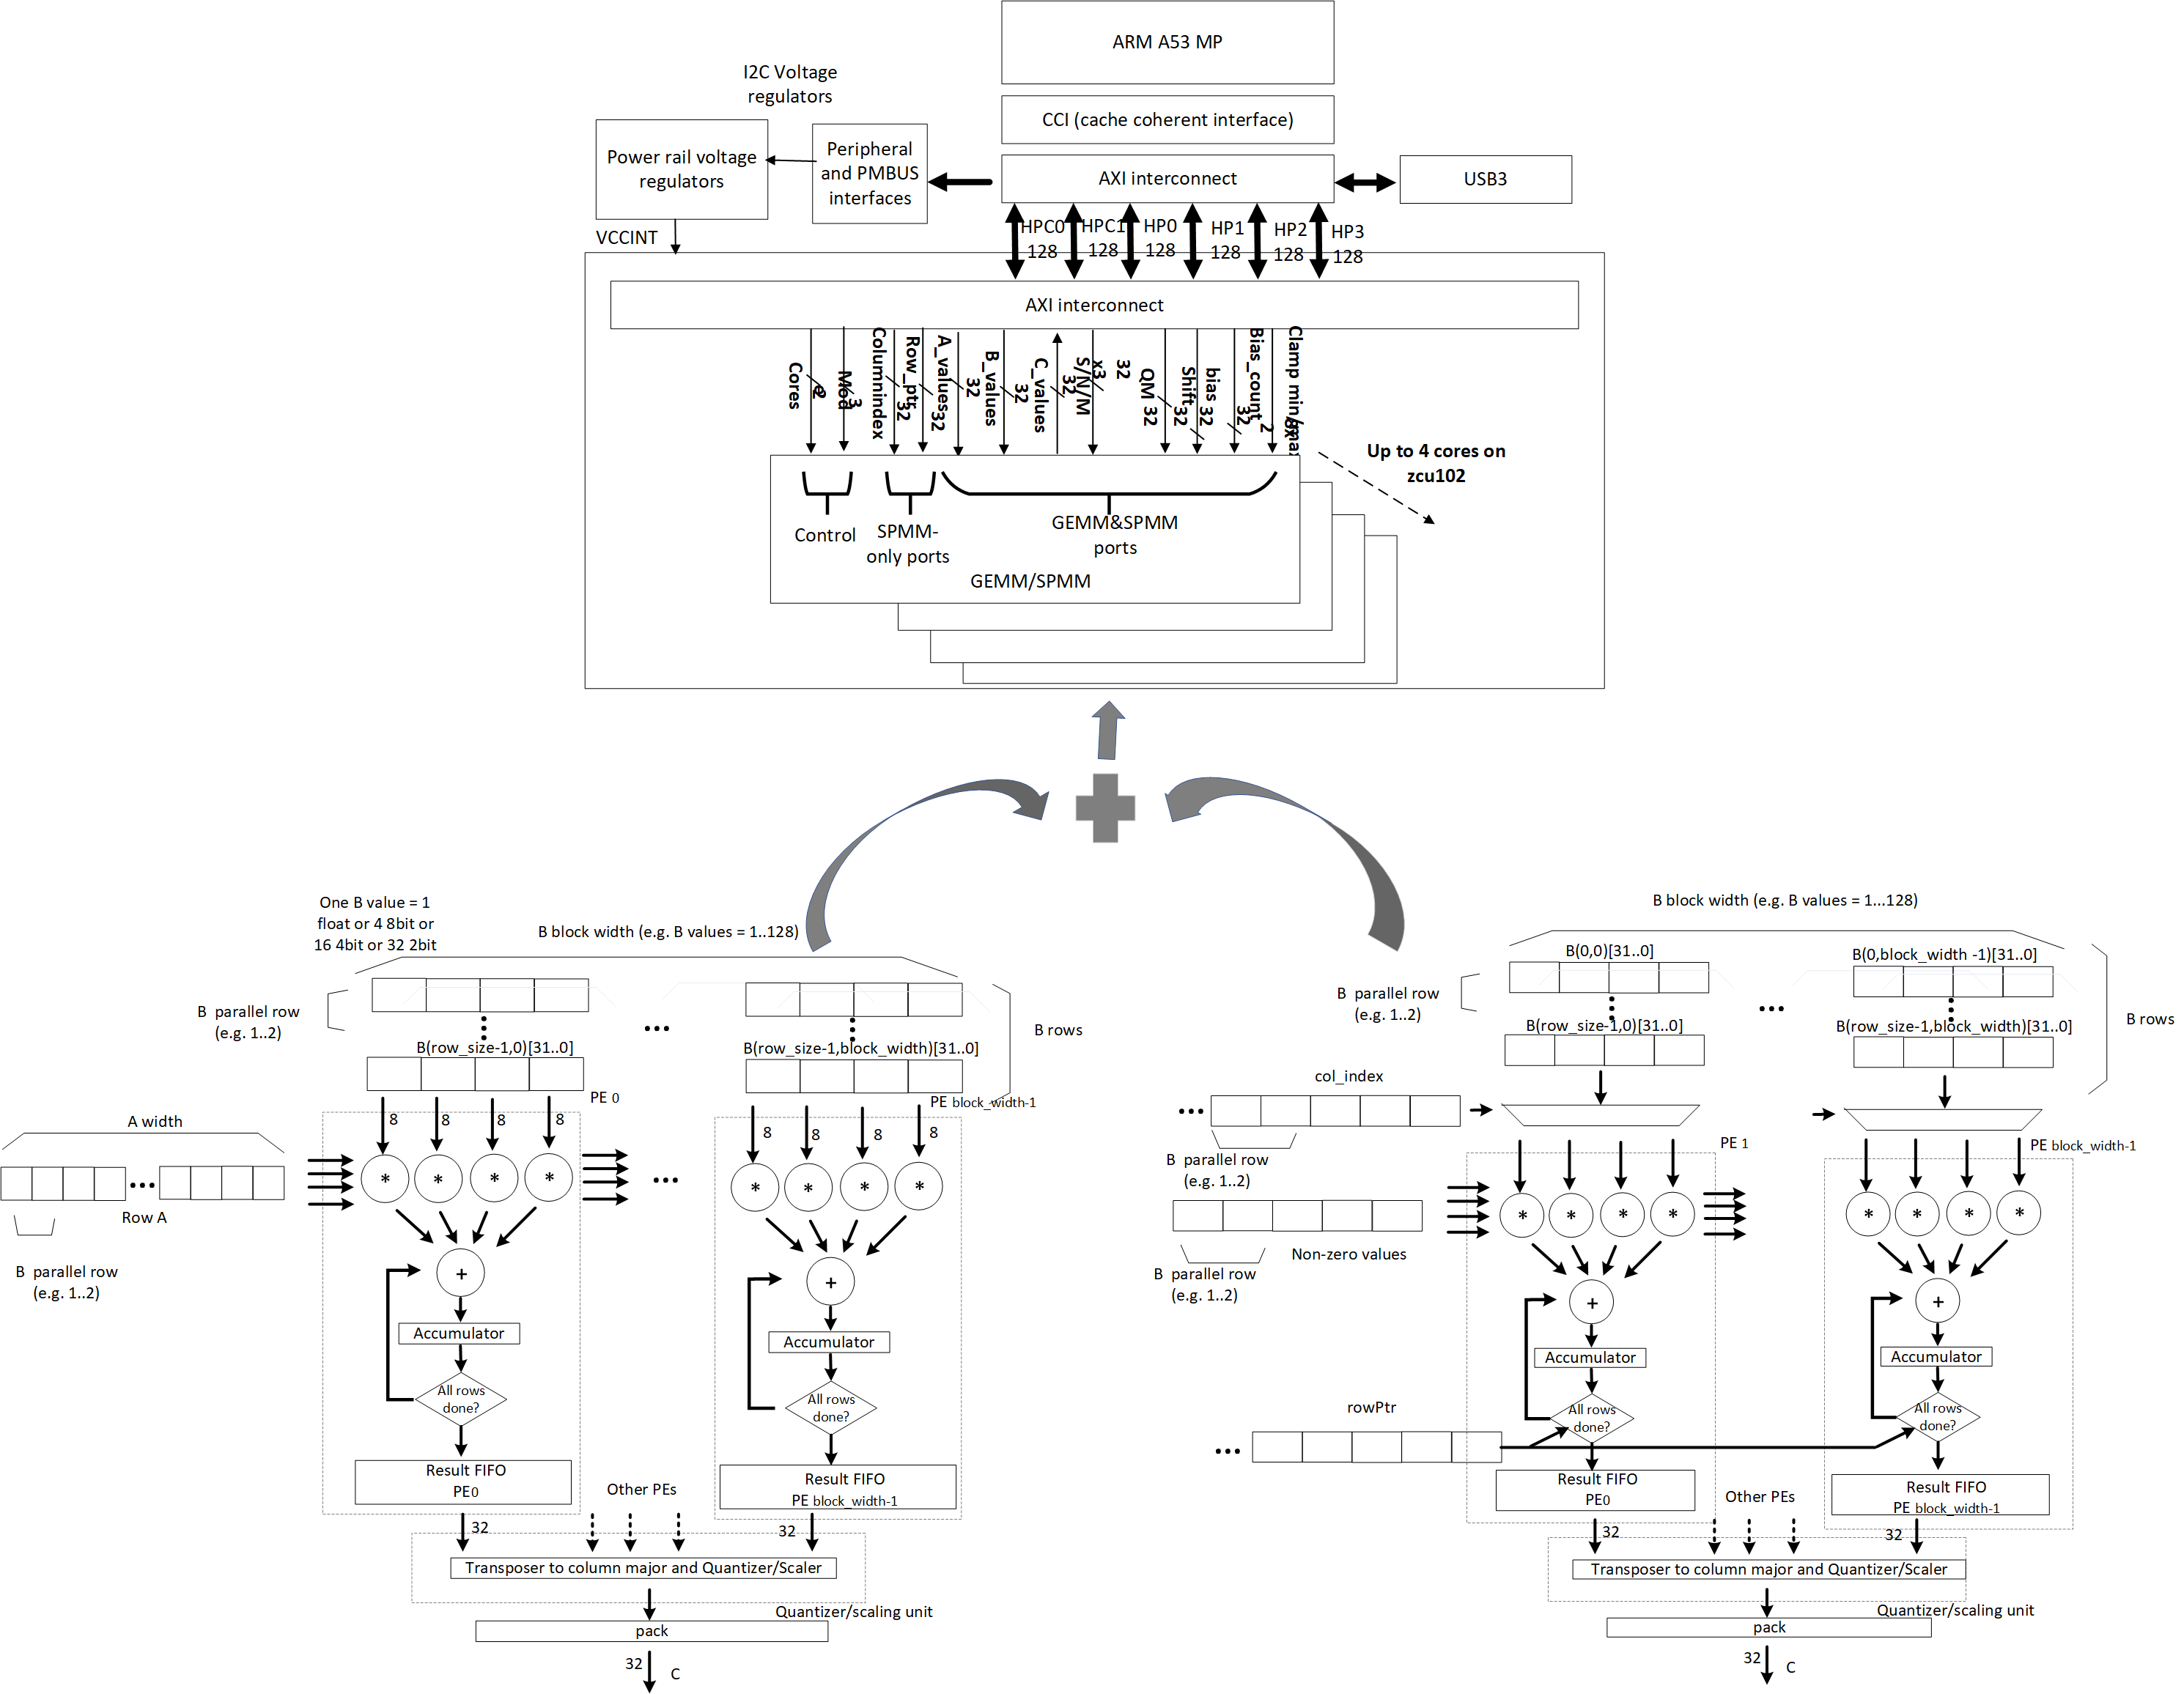 ARM A53 MP
I2C Voltage
regulators
CCI (cache coherent interface)
Power rail voltage
regulators
Peripheral
and PMBUS
interfaces
AXI interconnect
USB3
VCCINT
HPC0
128
HPC1
128
HP0
128
HP1
128
HP2
128
HP3
128
AXI interconnect
Cores
2
Mod
3
Columnindex
32
Row_ptr
32
A_values
32
B_values
32
C_values
32
S/N/M
x3
32
QM
32
Shift
32
bias
32
Bias_count
32
Clamp min/max
2
Up to 4 cores on
zcu102
Control
SPMM-
only ports
GEMM&SPMM
ports
GEMM/SPMM
One B value = 1
float or 4 8bit or
16 4bit or 32 2bit
B block width (e.g. B values = 1..128)
B parallel row
(e.g. 1..2)
B rows
B(row_size-1,0)[31..0]
B(row_size-1,block_width)[31..0]
PE 0
PE block_width-1
8
8
8
8
8
8
8
8
A width
Row A
B parallel row
(e.g. 1..2)
*
*
*
*
*
*
*
*
+
+
Accumulator
Accumulator
All rows
done?
All rows
done?
Result FIFO
PE0
Result FIFO
PE block_width-1
Other PEs
32
32
Transposer to column major and Quantizer/Scaler
Quantizer/scaling unit
pack
32
C
B block width (e.g. B values = 1...128)
B(0,0)[31..0]
B(0,block_width -1)[31..0]
B parallel row
(e.g. 1..2)
B rows
B(row_size-1,0)[31..0]
B(row_size-1,block_width)[31..0]
col_index
B parallel row
(e.g. 1..2)
PE 1
PE block_width-1
Non-zero values
B parallel row
(e.g. 1..2)
*
*
*
*
*
*
*
*
+
+
Accumulator
Accumulator
All rows
done?
All rows
done?
rowPtr
Result FIFO
PE0
Result FIFO
PE block_width-1
Other PEs
32
32
Transposer to column major and Quantizer/Scaler
Quantizer/scaling unit
pack
32
C